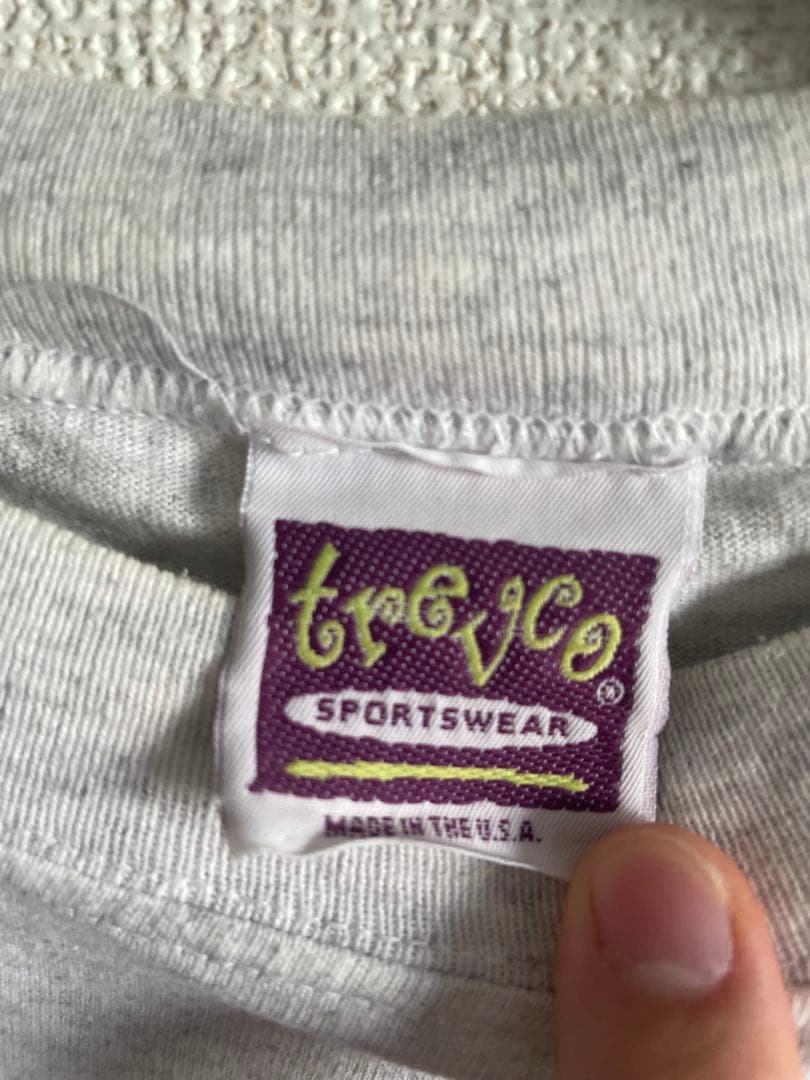 trevco
®
SPORTSWEAR
MADE IN THE U.S.A.